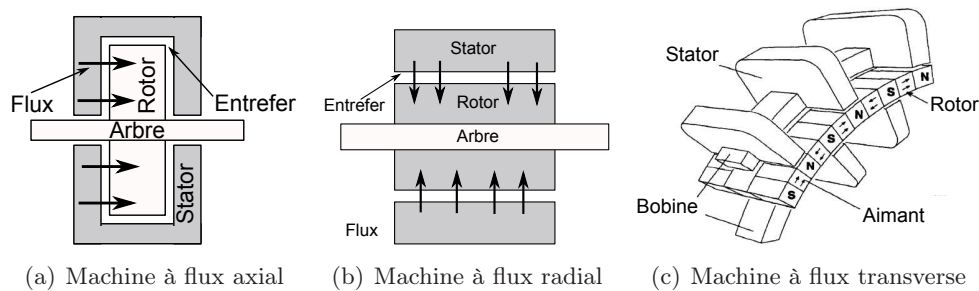 Flux
Rotor
Entrefer
Arbre
Stator
Stator
Entrefer
Rotor
Arbre
Flux
Stator
N
S
Rotor
N
S
N
S
Bobine
Aimant
(a) Machine à flux axial
(b) Machine à flux radial
(c) Machine à flux transverse